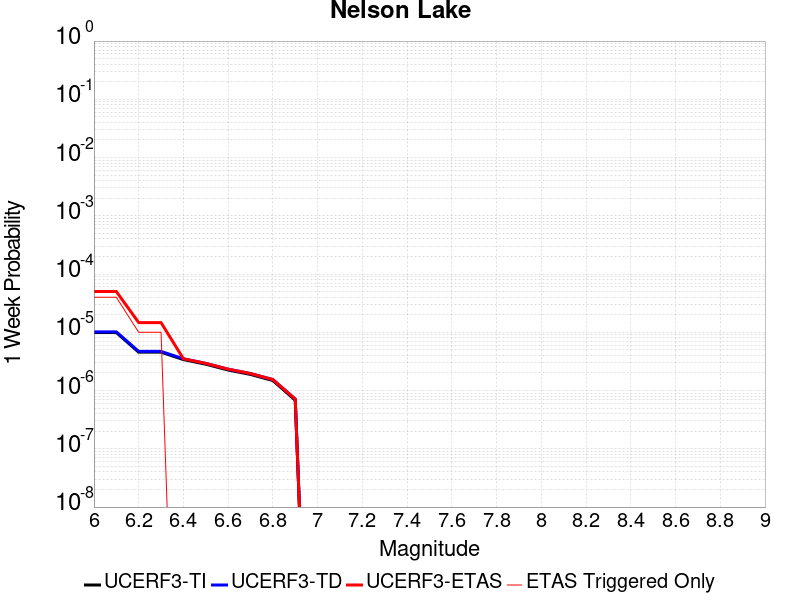 Nelson Lake
1 Week Probability
10^0
10^-1
10^-2
10^-3
10^-4
10^-5
10^-6
10^-7
10^-8
6 6.2 6.4 6.6 6.8 7 7.2 7.4 7.6 7.8 8 8.2 8.4 8.6 8.8 9
Magnitude
UCERF3-TI UCERF3-TD UCERF3-ETAS ETAS Triggered Only